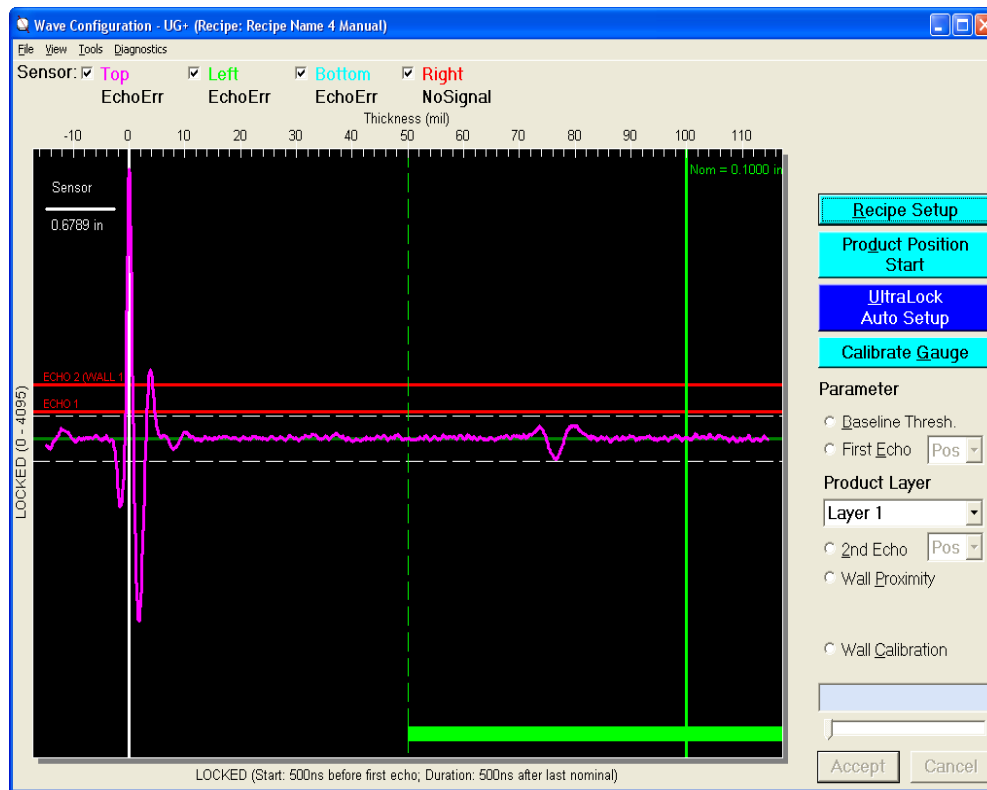 Wave Configuration - UG+ (Recipe: Recipe Name 4 Manual)
File View Tools Diagnostics
Sensor: Top Left Bottom Right
EchoErr EchoErr EchoErr NoSignal
Thickness (mil)
-10 0 10 20 30 40 50 60 70 80 90 100 110
Nom = 0.1000 in
Sensor
0.6789 in
ECHO 2 (WALL 1
ECHO 1
LOCKED (0 - 4095)
LOCKED (Start: 500ns before first echo; Duration: 500ns after last nominal)
Recipe Setup
Product Position
Start
UltraLock
Auto Setup
Calibrate Gauge
Parameter
Baseline Thresh.
First Echo Pos
Product Layer
Layer 1
2nd Echo Pos
Wall Proximity
Wall Calibration
Accept Cancel